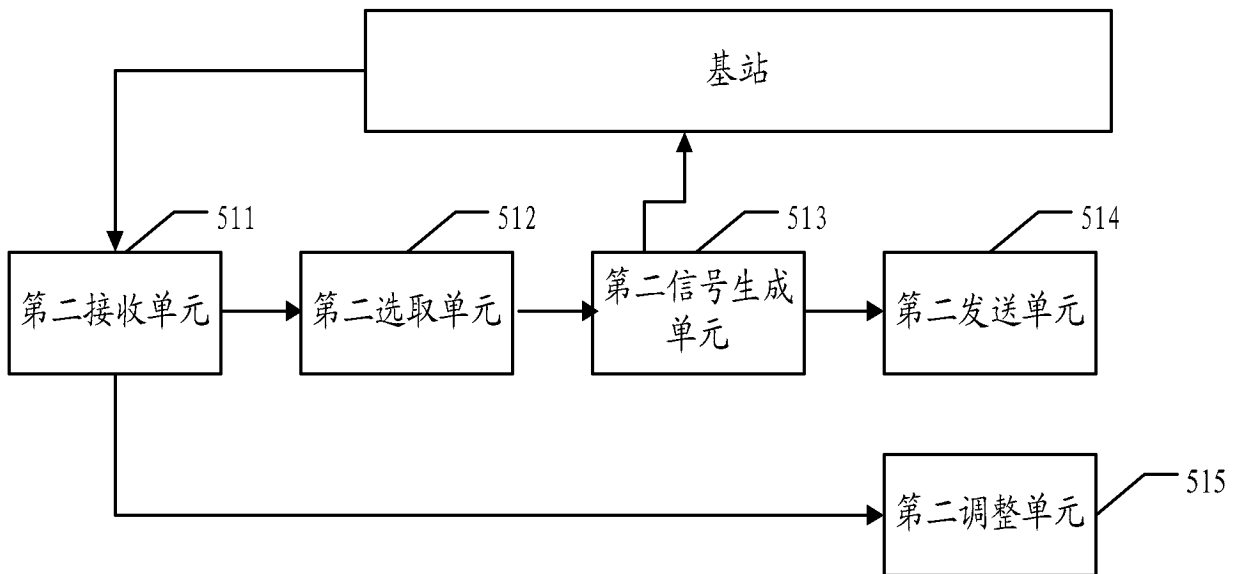 基站
511
512
513
514
第二接收单元
第二选取单元
第二信号生成
单元
第二发送单元
515
第二调整单元